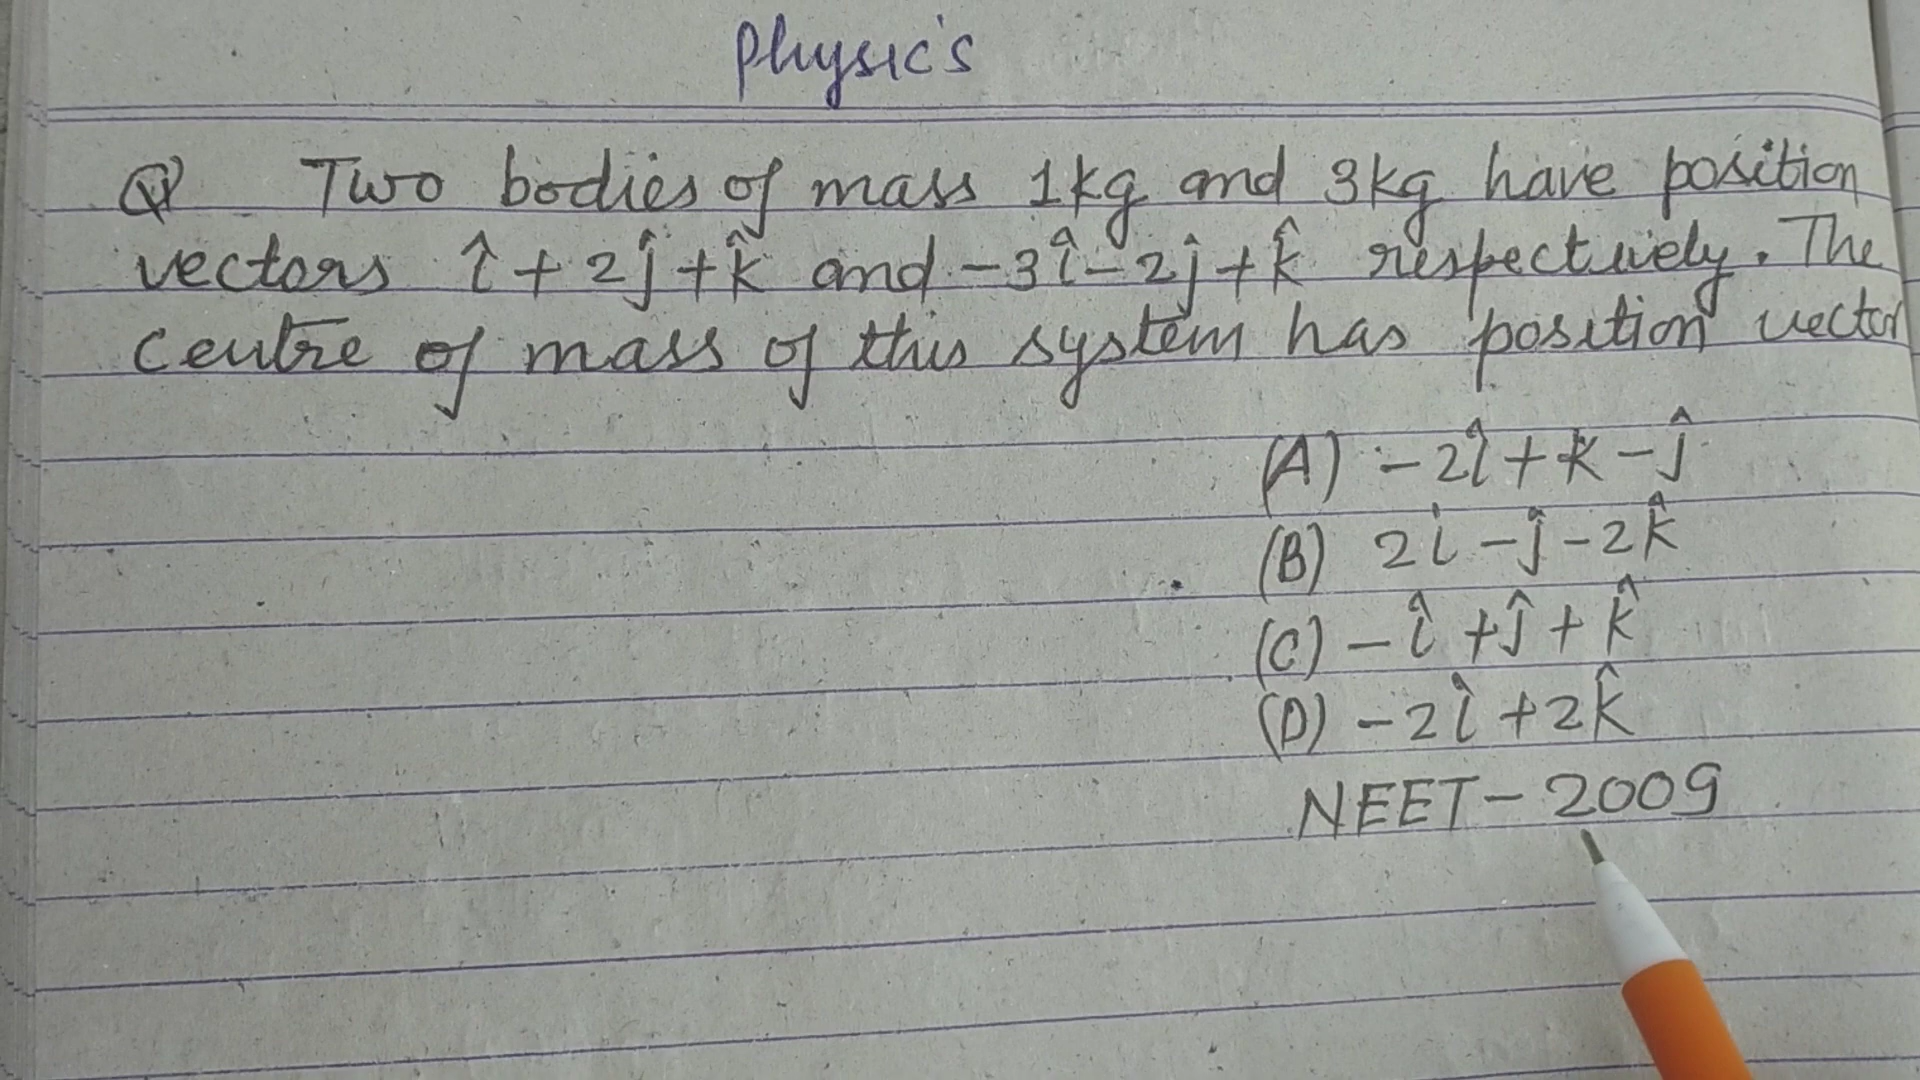 Physic's
Q Two bodies of mass 1kg and 3kg have position
vectors î + 2ĵ + k̂ and -3î - 2ĵ + k̂ respectively. The
Centre of mass of this system has position vector
(A) -2î + k - ĵ
(B) 2i - ĵ - 2k̂
(C) -î + ĵ + k̂
(D) -2î + 2k̂
NEET - 2009